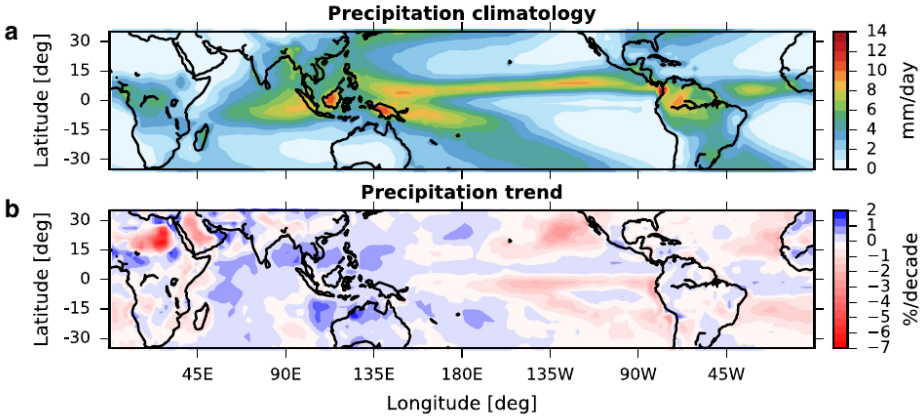 Precipitation climatology
a
Latitude [deg]
30
15
0
-15
-30
14
12
10
8
6
4
2
0
mm/day
Precipitation trend
b
Latitude [deg]
30
15
0
-15
-30
2
1
0
−1
−2
−3
−4
−5
−6
−7
%/decade
45E 90E 135E 180E 135W 90W 45W
Longitude [deg]